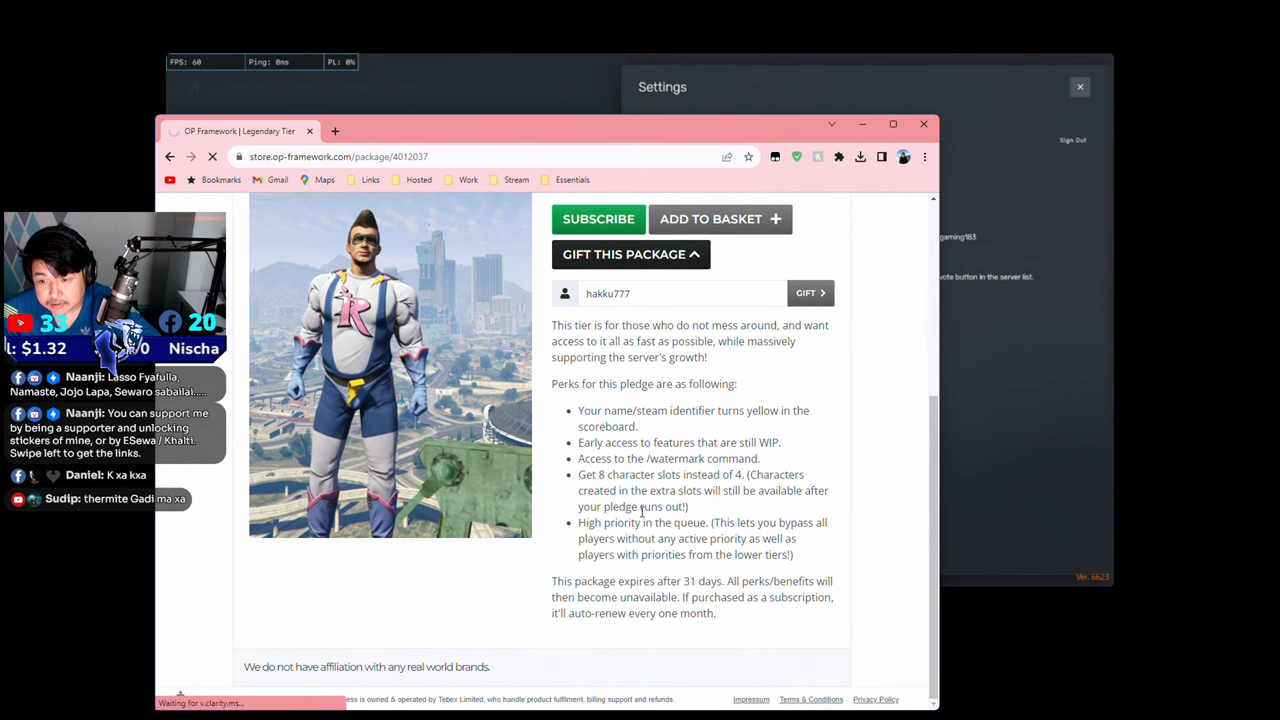 FPS: 60
Ping: 0ms
PL: 0%
Settings
Sign Out
OP Framework | Legendary Tier
store.op-framework.com/package/4012037
Bookmarks
Gmail
Maps
Links
Hosted
Work
Stream
Essentials
SUBSCRIBE
ADD TO BASKET +
GIFT THIS PACKAGE
hakku777
GIFT
gaming183
vote button in the server list.
This tier is for those who do not mess around, and want
access to it all as fast as possible, while massively
supporting the server's growth!
Perks for this pledge are as following:
• Your name/steam identifier turns yellow in the
scoreboard.
• Early access to features that are still WIP.
• Access to the /watermark command.
• Get 8 character slots instead of 4. (Characters
created in the extra slots will still be available after
your pledge runs out!)
• High priority in the queue. (This lets you bypass all
players without any active priority as well as
players with priorities from the lower tiers!)
This package expires after 31 days. All perks/benefits will
then become unavailable. If purchased as a subscription,
it'll auto-renew every one month.
We do not have affiliation with any real world brands.
ess is owned & operated by Tebex Limited, who handle product fulfilment, billing support and refunds.
Impressum
Terms & Conditions
Privacy Policy
Waiting for v.clarity.ms...
Ver. 6623
R
33
20
l: $1.32
/0
Nischa
Naanji: Lasso Fyafulla,
Namaste, Jojo Lapa, Sewaro sabailai.....
Naanji: You can support me
by being a supporter and unlocking
stickers of mine, or by ESewa / Khalti.
Swipe left to get the links.
Daniel: K xa kxa
Sudip: thermite Gadi ma xa